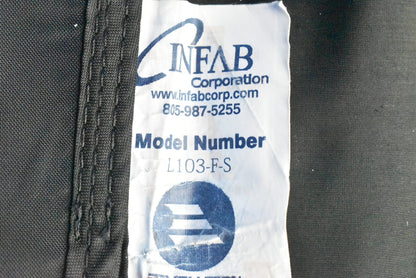 INFAB
Corporation
www.infabcorp.com
805-987-5255
Model Number
L103-F-S